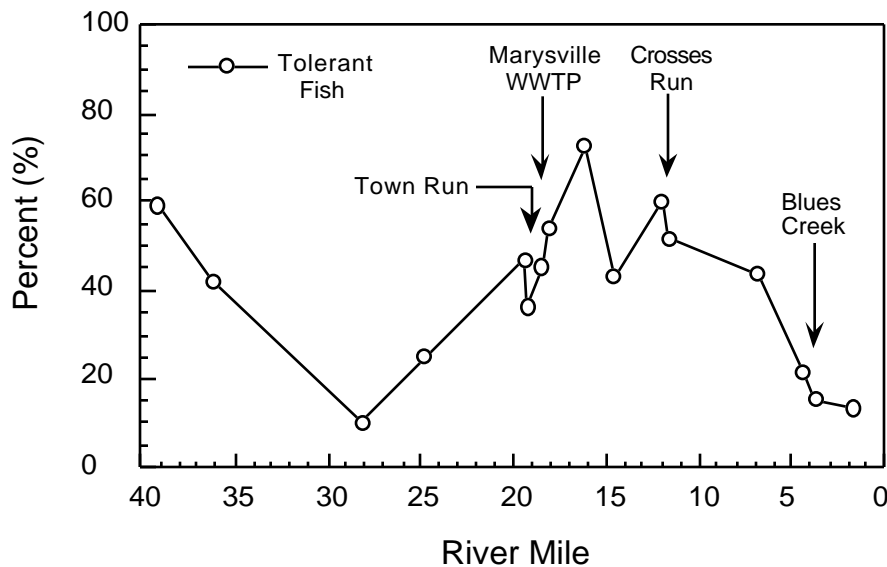 Percent (%)
100
80
60
40
20
0
Tolerant
Fish
Marysville
WWTP
Crosses
Run
Town Run
Blues
Creek
40 35 30 25 20 15 10 5 0
River Mile